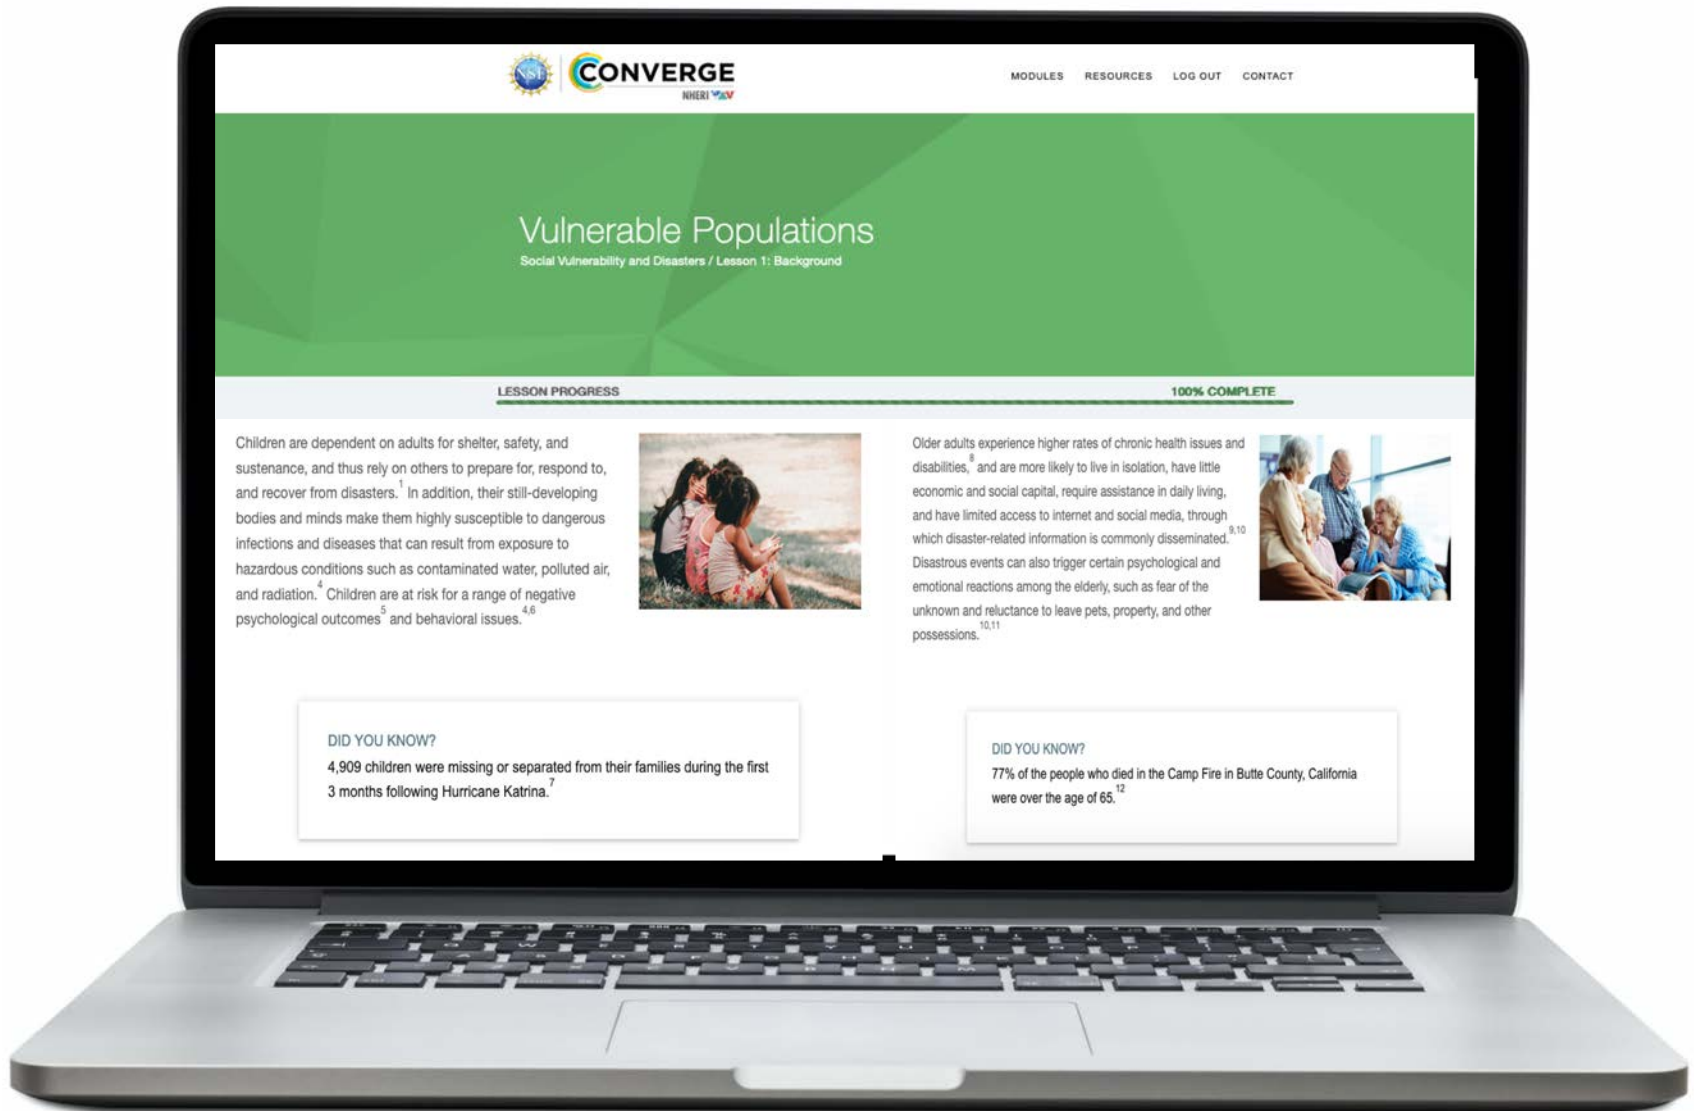 NSF
CONVERGE
NHERI
MODULES RESOURCES LOG OUT CONTACT
Vulnerable Populations
Social Vulnerability and Disasters / Lesson 1: Background
LESSON PROGRESS
100% COMPLETE
Children are dependent on adults for shelter, safety, and
sustenance, and thus rely on others to prepare for, respond to,
and recover from disasters.1 In addition, their still-developing
bodies and minds make them highly susceptible to dangerous
infections and diseases that can result from exposure to
hazardous conditions such as contaminated water, polluted air,
and radiation.4 Children are at risk for a range of negative
psychological outcomes5 and behavioral issues.4,6
DID YOU KNOW?
4,909 children were missing or separated from their families during the first
3 months following Hurricane Katrina.7
Older adults experience higher rates of chronic health issues and
disabilities,8 and are more likely to live in isolation, have little
economic and social capital, require assistance in daily living,
and have limited access to internet and social media, through
which disaster-related information is commonly disseminated.9,10
Disastrous events can also trigger certain psychological and
emotional reactions among the elderly, such as fear of the
unknown and reluctance to leave pets, property, and other
possessions.10,11
DID YOU KNOW?
77% of the people who died in the Camp Fire in Butte County, California
were over the age of 65.12